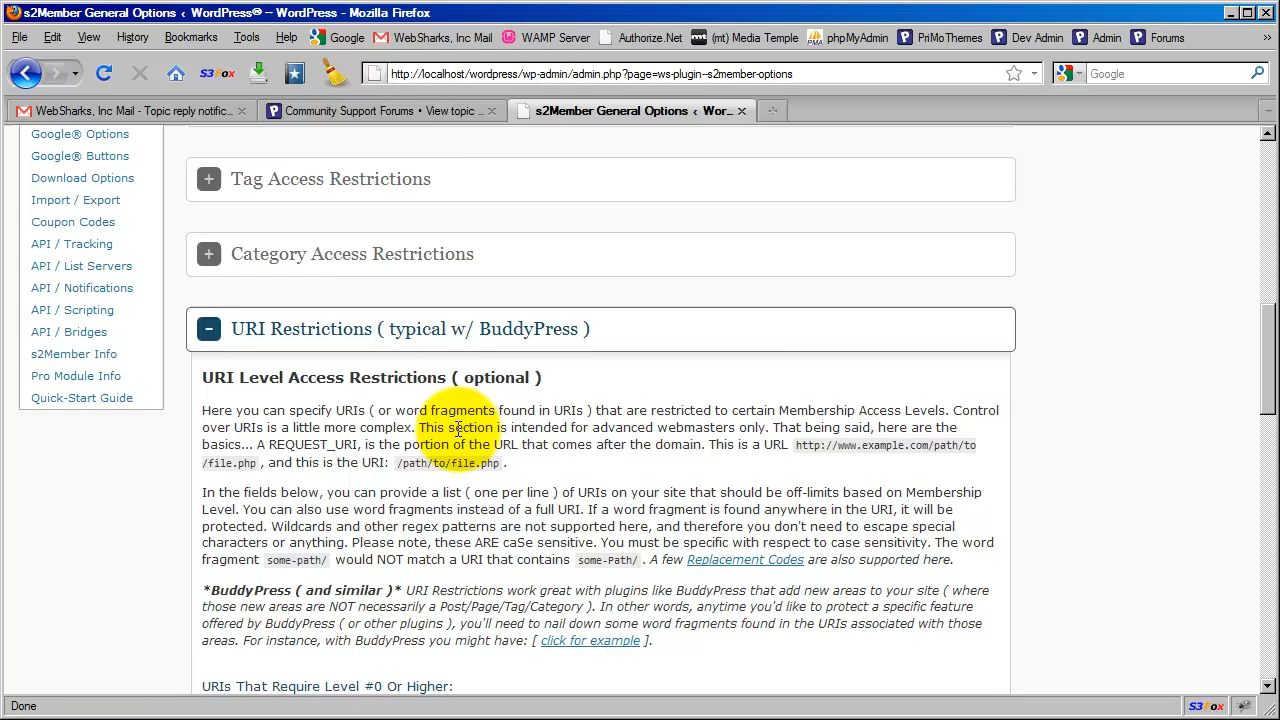 s2Member General Options ‹ WordPress® — WordPress - Mozilla Firefox
File Edit View History Bookmarks Tools Help Google WebSharks, Inc Mail WAMP Server Authorize.Net (mt) Media Temple phpMyAdmin PriMoThemes Dev Admin Admin Forums »
S3Fox http://localhost/wordpress/wp-admin/admin.php?page=ws-plugin--s2member-options Google
WebSharks, Inc Mail - Topic reply notific... Community Support Forums • View topic ... s2Member General Options ‹ Wor...
Google® Options
Google® Buttons
Download Options
Import / Export
Coupon Codes
API / Tracking
API / List Servers
API / Notifications
API / Scripting
API / Bridges
s2Member Info
Pro Module Info
Quick-Start Guide
+ Tag Access Restrictions
+ Category Access Restrictions
− URI Restrictions ( typical w/ BuddyPress )
URI Level Access Restrictions ( optional )
Here you can specify URIs ( or word fragments found in URIs ) that are restricted to certain Membership Access Levels. Control
over URIs is a little more complex. This section is intended for advanced webmasters only. That being said, here are the
basics... A REQUEST_URI, is the portion of the URL that comes after the domain. This is a URL http://www.example.com/path/to
/file.php , and this is the URI: /path/to/file.php .
In the fields below, you can provide a list ( one per line ) of URIs on your site that should be off-limits based on Membership
Level. You can also use word fragments instead of a full URI. If a word fragment is found anywhere in the URI, it will be
protected. Wildcards and other regex patterns are not supported here, and therefore you don't need to escape special
characters or anything. Please note, these ARE caSe sensitive. You must be specific with respect to case sensitivity. The word
fragment some-path/ would NOT match a URI that contains some-Path/ . A few Replacement Codes are also supported here.
*BuddyPress ( and similar )* URI Restrictions work great with plugins like BuddyPress that add new areas to your site ( where
those new areas are NOT necessarily a Post/Page/Tag/Category ). In other words, anytime you'd like to protect a specific feature
offered by BuddyPress ( or other plugins ), you'll need to nail down some word fragments found in the URIs associated with those
areas. For instance, with BuddyPress you might have: [ click for example ].
URIs That Require Level #0 Or Higher:
Done S3Fox